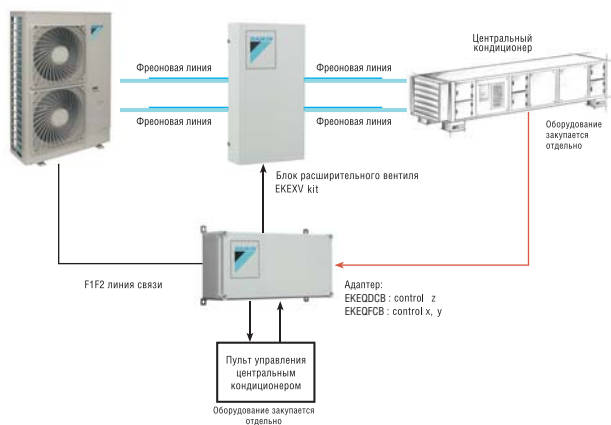 Центральный
кондиционер
Фреоновая линия
Фреоновая линия
Фреоновая линия
Фреоновая линия
Оборудование
закупается
отдельно
Блок расширительного вентиля
EKEXV kit
DAIKIN
F1F2 линия связи
Адаптер:
EKEQDCB : control z
EKEQFCB : control x, y
Пульт управления
центральным
кондиционером
Оборудование закупается
отдельно